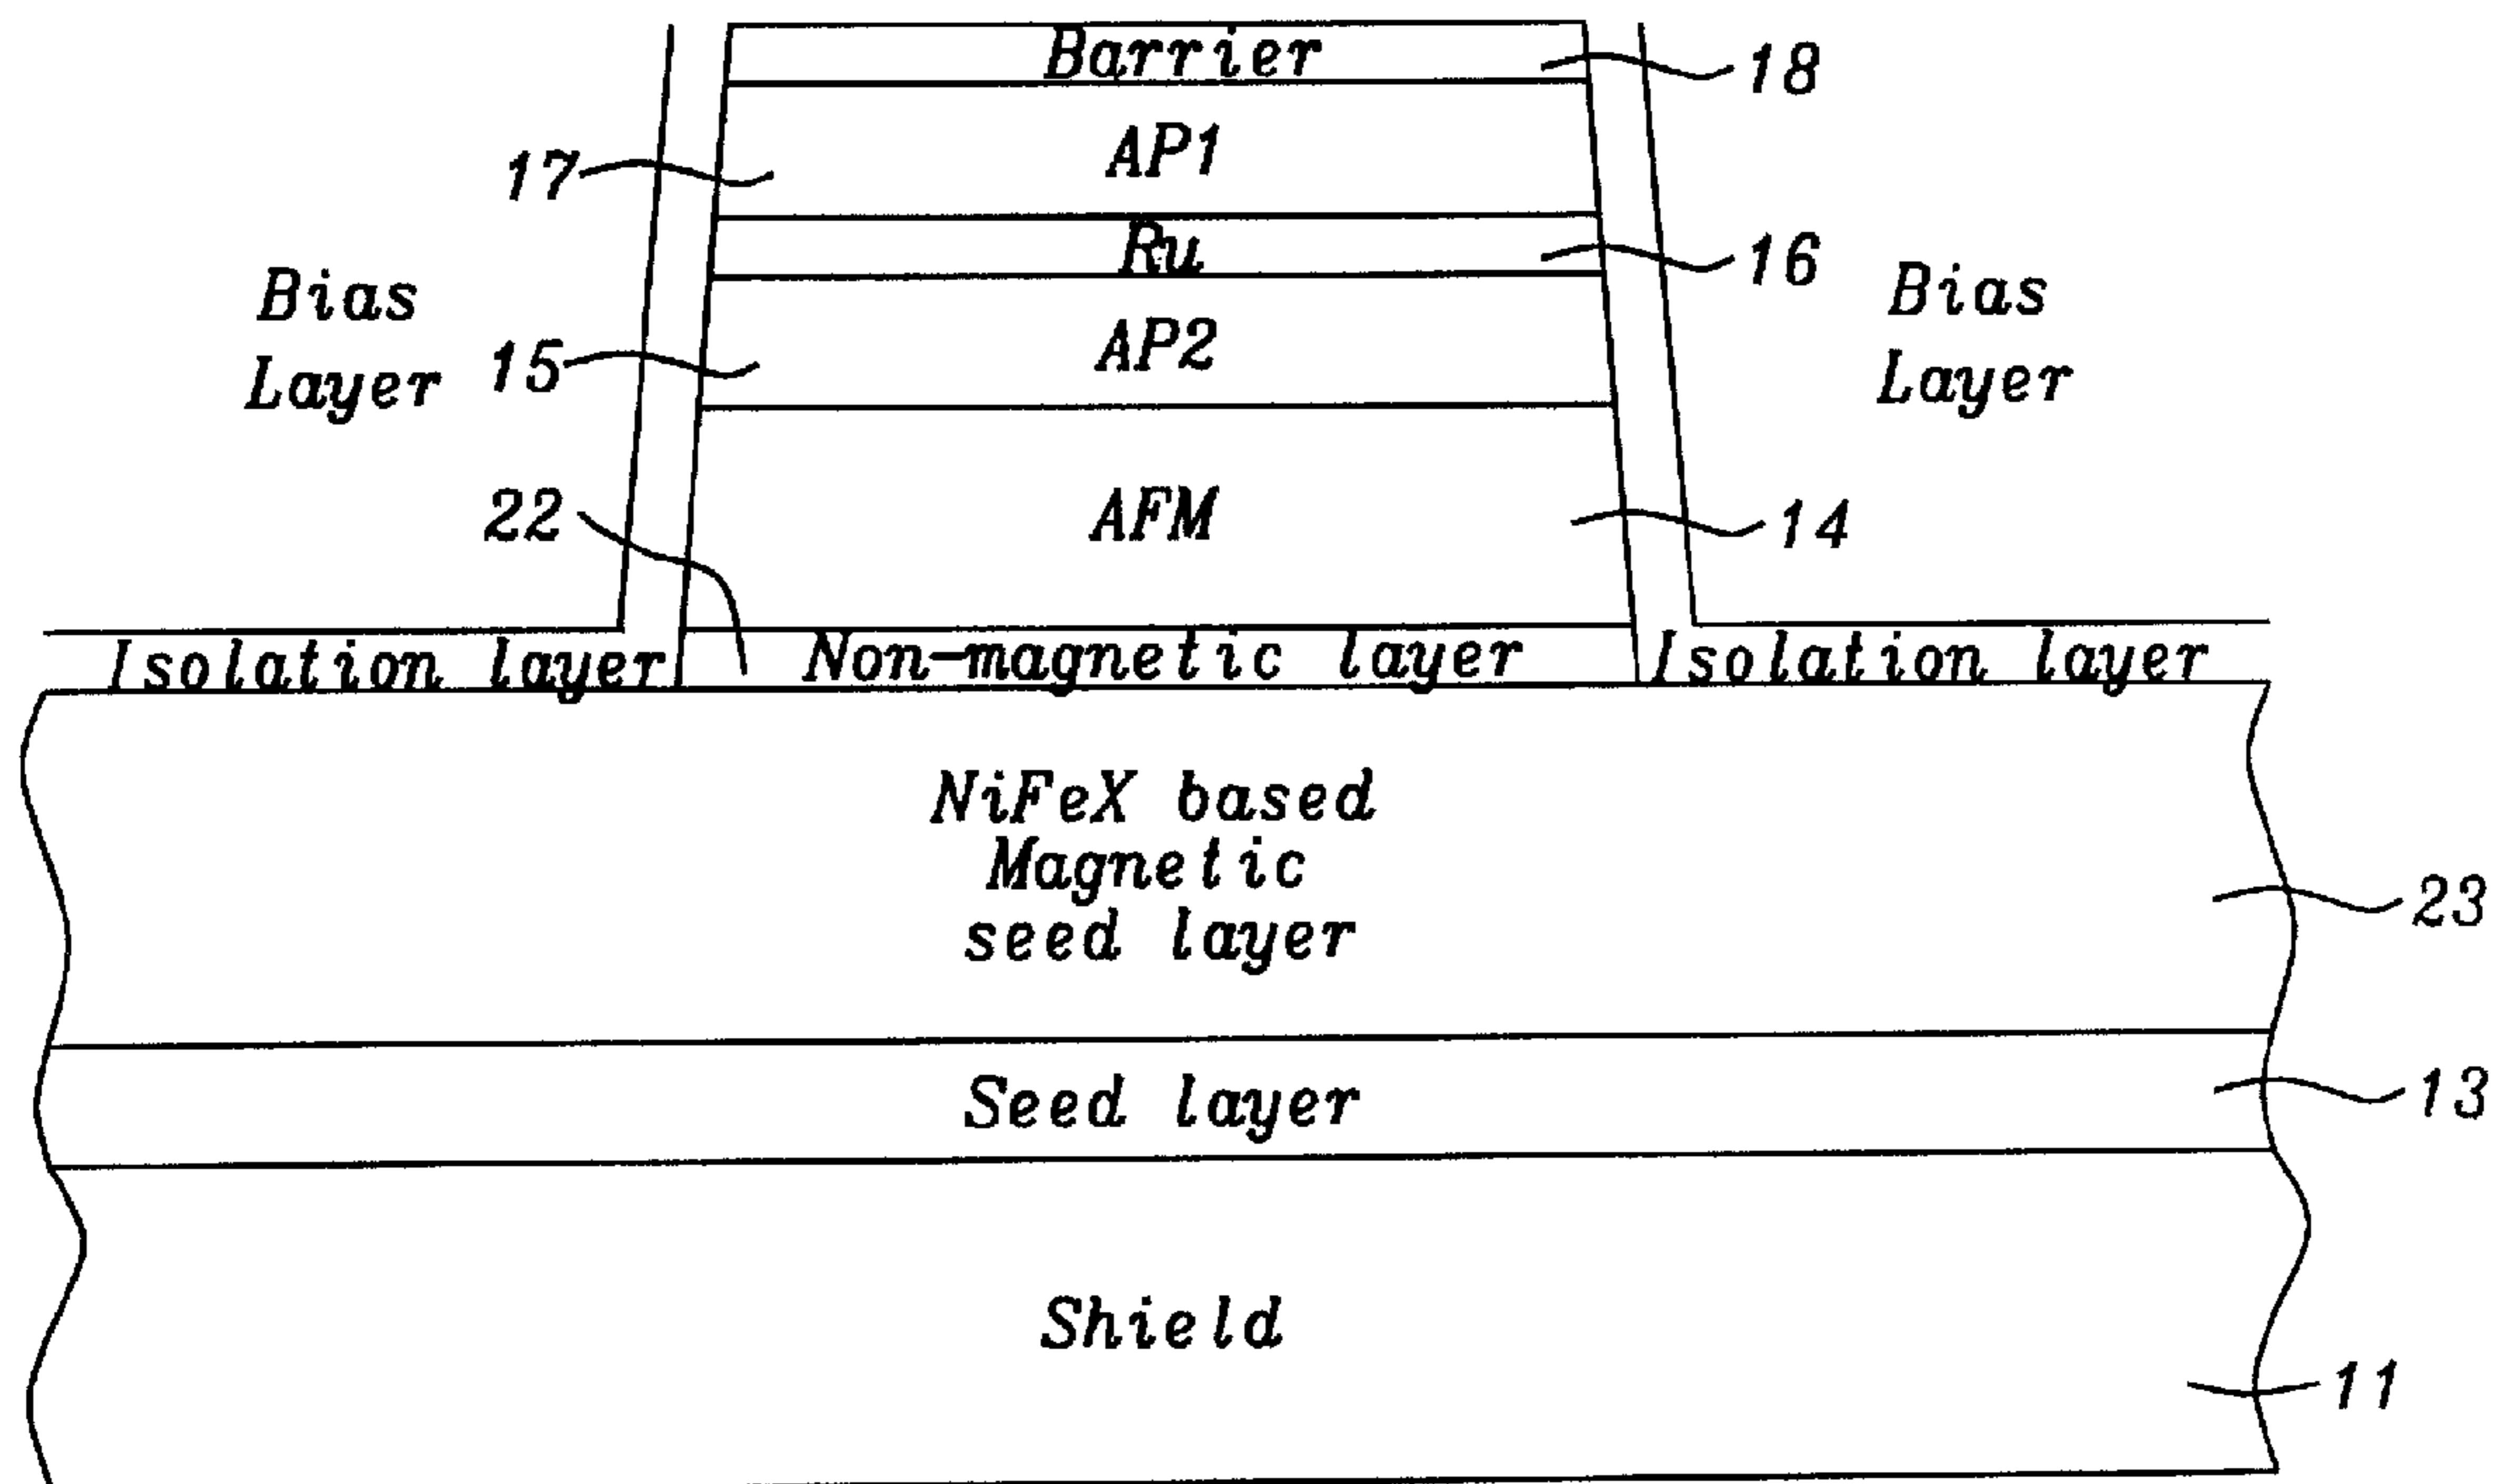 Barrier
18
AP1
17
Ru
16
Bias
Layer
AP2
15
Bias
Layer
AFM
22
14
Isolation layer
Non-magnetic layer
Isolation layer
NiFeX based
Magnetic
seed layer
23
Seed layer
13
Shield
11